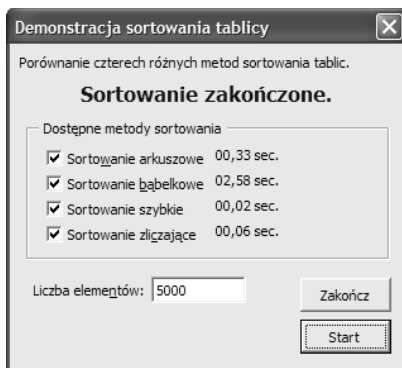 Demonstracja sortowania tablicy
Porównanie czterech różnych metod sortowania tablic.
Sortowanie zakończone.
Dostępne metody sortowania
Sortowanie arkuszowe 00,33 sec.
Sortowanie bąbelkowe 02,58 sec.
Sortowanie szybkie 00,02 sec.
Sortowanie zliczające 00,06 sec.
Liczba elementów: 5000
Zakończ
Start